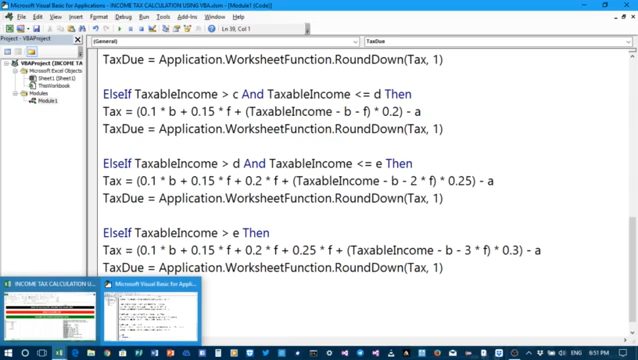 Microsoft Visual Basic for Applications - INCOME TAX CALCULATION USING VBA.xlsm - [Module1 (Code)]
File Edit View Insert Format Debug Run Tools Add-Ins Window Help
Ln 39, Col 1
Project - VBAProject
(General)
TaxDue
VBAProject (INCOME T
Microsoft Excel Objects
Sheet1 (Sheet1)
ThisWorkbook
Modules
Module1
TaxDue = Application.WorksheetFunction.RoundDown(Tax, 1)
ElseIf TaxableIncome > c And TaxableIncome <= d Then
Tax = (0.1 * b + 0.15 * f + (TaxableIncome - b - f) * 0.2) - a
TaxDue = Application.WorksheetFunction.RoundDown(Tax, 1)
ElseIf TaxableIncome > d And TaxableIncome <= e Then
Tax = (0.1 * b + 0.15 * f + 0.2 * f + (TaxableIncome - b - 2 * f) * 0.25) - a
TaxDue = Application.WorksheetFunction.RoundDown(Tax, 1)
ElseIf TaxableIncome > e Then
Tax = (0.1 * b + 0.15 * f + 0.2 * f + 0.25 * f + (TaxableIncome - b - 3 * f) * 0.3) - a
TaxDue = Application.WorksheetFunction.RoundDown(Tax, 1)
INCOME TAX CALCULATION U...
Microsoft Visual Basic for Applic...
ENG
6:51 PM